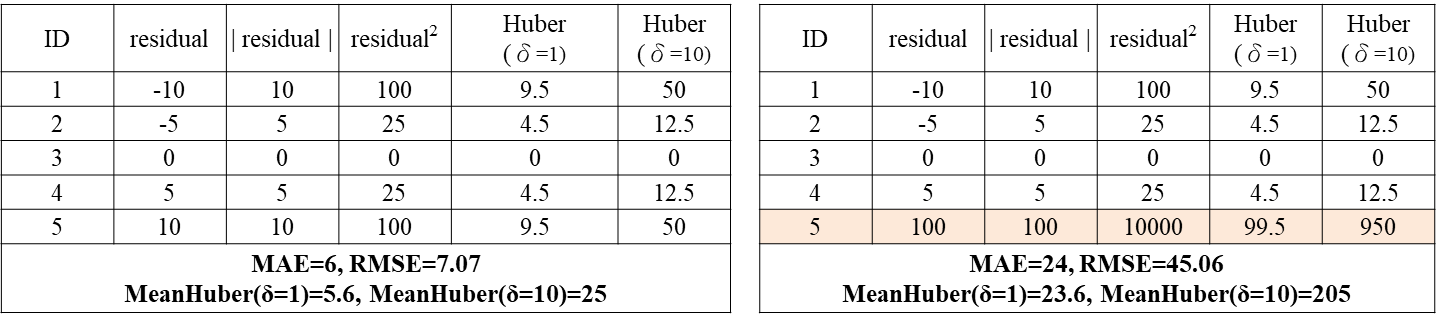 ID residual | residual | residual² Huber (δ=1) Huber (δ=10)
1 -10 10 100 9.5 50
2 -5 5 25 4.5 12.5
3 0 0 0 0 0
4 5 5 25 4.5 12.5
5 10 10 100 9.5 50
MAE=6, RMSE=7.07
MeanHuber(δ=1)=5.6, MeanHuber(δ=10)=25
ID residual | residual | residual² Huber (δ=1) Huber (δ=10)
1 -10 10 100 9.5 50
2 -5 5 25 4.5 12.5
3 0 0 0 0 0
4 5 5 25 4.5 12.5
5 100 100 10000 99.5 950
MAE=24, RMSE=45.06
MeanHuber(δ=1)=23.6, MeanHuber(δ=10)=205